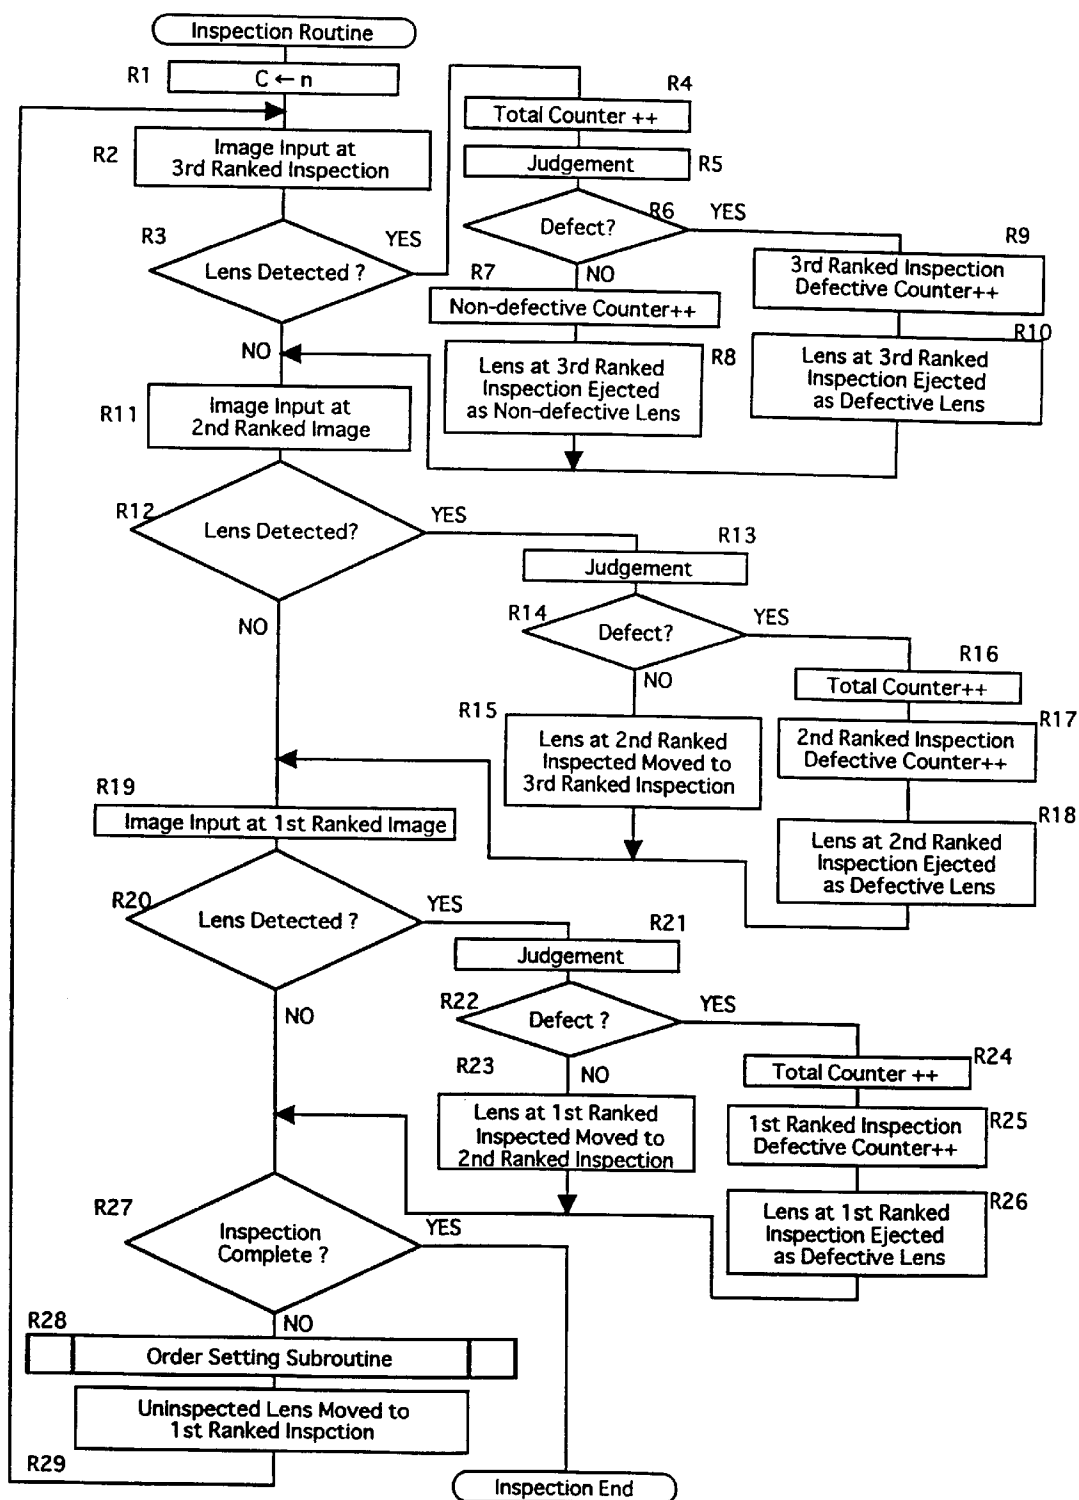 Inspection Routine
R1
C ← n
R2
Image Input at
3rd Ranked Inspection
R3
Lens Detected ?
YES
NO
R4
Total Counter ++
Judgement
R5
Defect?
R6
YES
R7
NO
Non-defective Counter++
Lens at 3rd Ranked
Inspection Ejected
as Non-defective Lens
R8
R9
3rd Ranked Inspection
Defective Counter++
R10
Lens at 3rd Ranked
Inspection Ejected
as Defective Lens
R11
Image Input at
2nd Ranked Image
R12
Lens Detected?
YES
NO
R13
Judgement
R14
Defect?
YES
NO
R15
Lens at 2nd Ranked
Inspected Moved to
3rd Ranked Inspection
R16
Total Counter++
R17
2nd Ranked Inspection
Defective Counter++
R18
Lens at 2nd Ranked
Inspection Ejected
as Defective Lens
R19
Image Input at 1st Ranked Image
R20
Lens Detected ?
YES
NO
R21
Judgement
R22
Defect ?
YES
R23
NO
Lens at 1st Ranked
Inspected Moved to
2nd Ranked Inspection
R24
Total Counter ++
R25
1st Ranked Inspection
Defective Counter++
R26
Lens at 1st Ranked
Inspection Ejected
as Defective Lens
R27
Inspection
Complete ?
YES
NO
R28
Order Setting Subroutine
Uninspected Lens Moved to
1st Ranked Inspction
R29
Inspection End